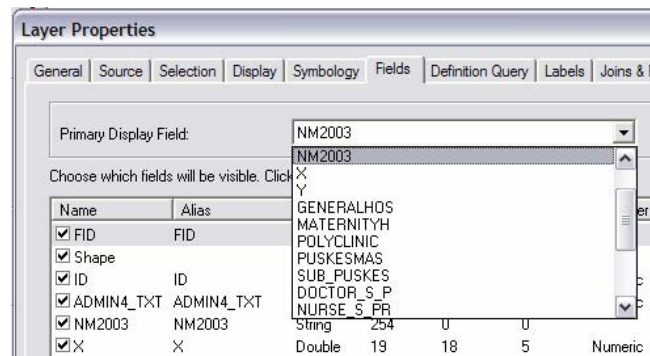 Layer Properties
General Source Selection Display Symbology Fields Definition Query Labels Joins &
Primary Display Field: NM2003
NM2003
X
Y
GENERALHOS
MATERNITYH
POLYCLINIC
PUSKESMAS
SUB_PUSKES
DOCTOR_S_P
NURSE_S_PR
Choose which fields will be visible. Click
Name Alias
FID FID
Shape
ID ID
ADMIN4_TXT ADMIN4_TXT
NM2003 NM2003 String 254 0 0
X X Double 19 18 5 Numeric